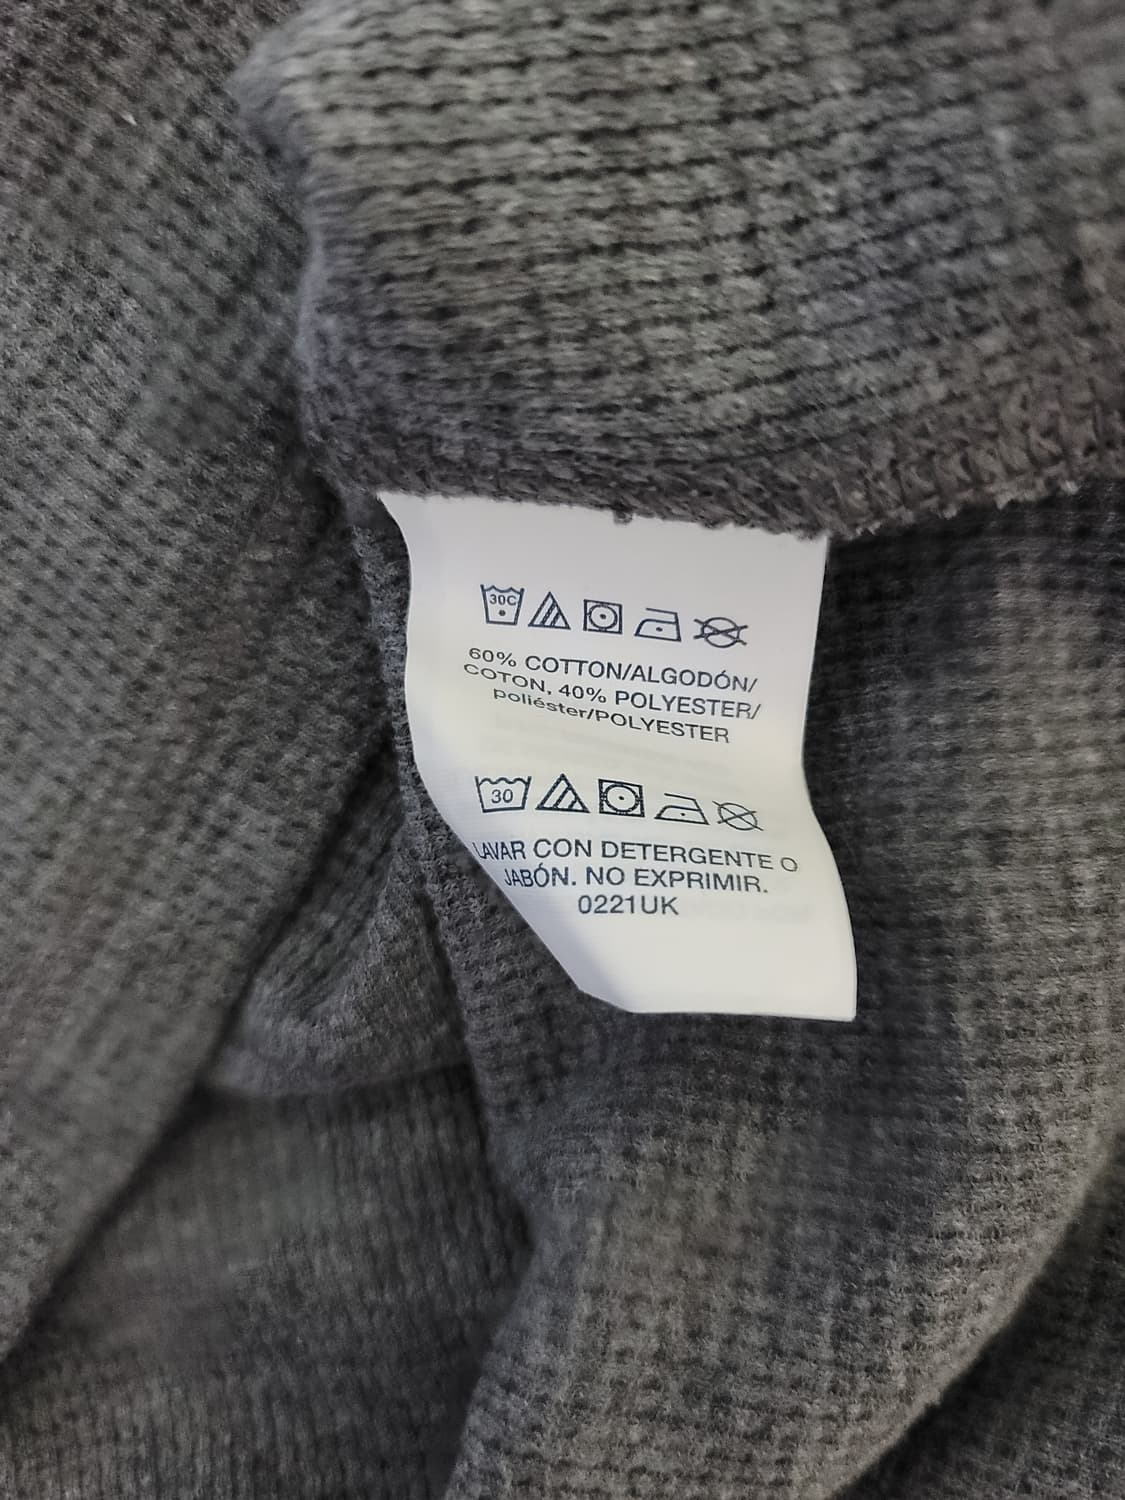 30C
60% COTTON/ALGODÓN/
COTON, 40% POLYESTER/
poliéster/POLYESTER
30
LAVAR CON DETERGENTE O
JABÓN. NO EXPRIMIR.
0221UK